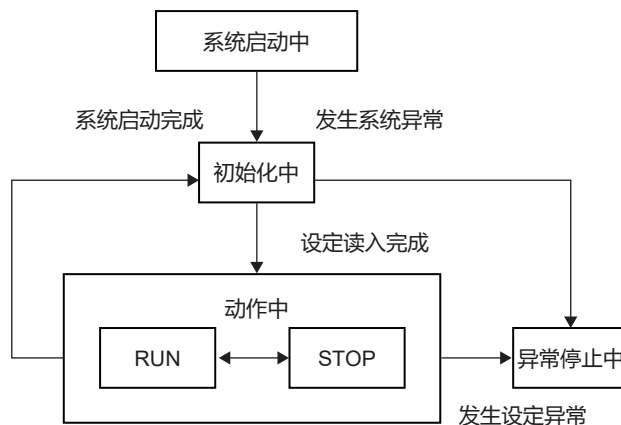 系统启动中
系统启动完成
发生系统异常
初始化中
设定读入完成
动作中
RUN
STOP
异常停止中
发生设定异常